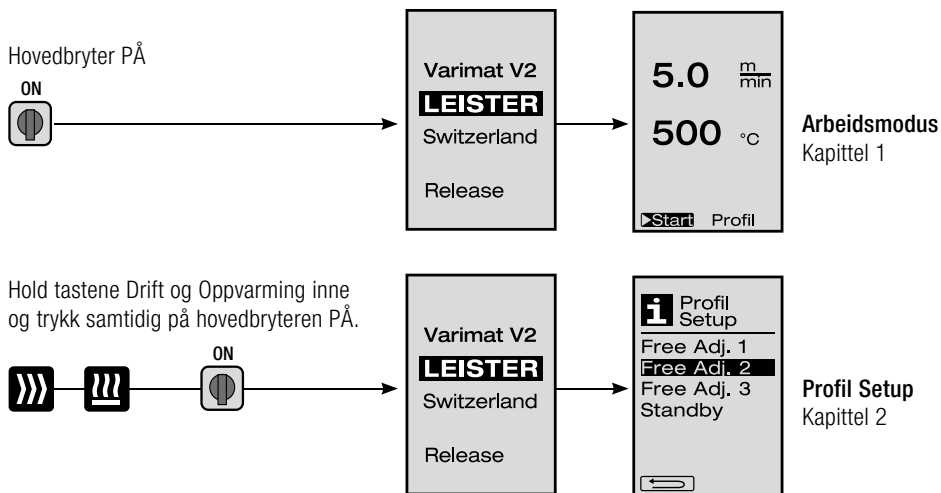 Hovedbryter PÅ
ON
Varimat V2
LEISTER
Switzerland
Release
5.0 m/min
500 °C
Start Profil
Arbeidsmodus
Kapittel 1
Hold tastene Drift og Oppvarming inne
og trykk samtidig på hovedbryteren PÅ.
ON
Varimat V2
LEISTER
Switzerland
Release
i Profil
Setup
Free Adj. 1
Free Adj. 2
Free Adj. 3
Standby
Profil Setup
Kapittel 2